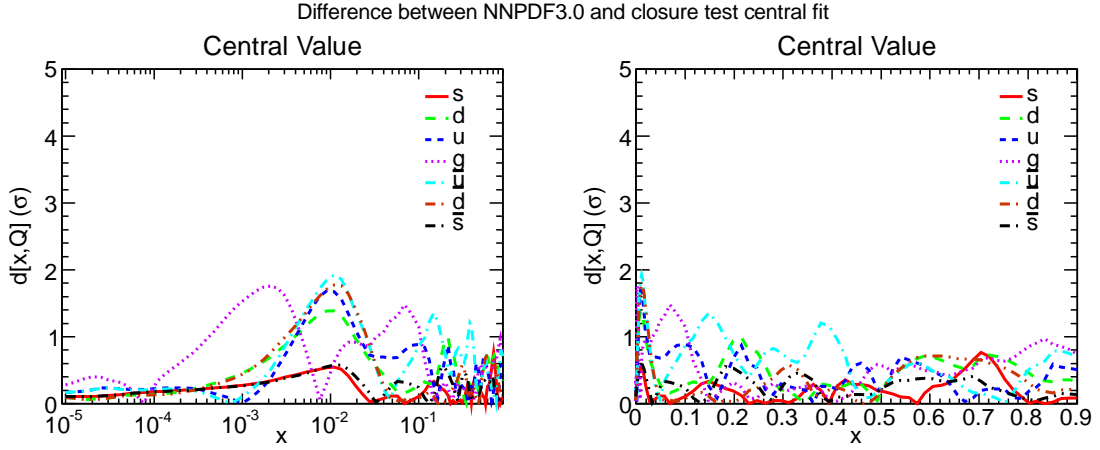 Difference between NNPDF3.0 and closure test central fit
Central Value
d[x,Q] (σ)
5
4
3
2
1
0
10^-5
10^-4
10^-3
10^-2
10^-1
x
s
d
u
g
u̅
d̅
s̅
Central Value
d[x,Q] (σ)
5
4
3
2
1
0
0
0.1
0.2
0.3
0.4
0.5
0.6
0.7
0.8
0.9
x
s
d
u
g
u̅
d̅
s̅